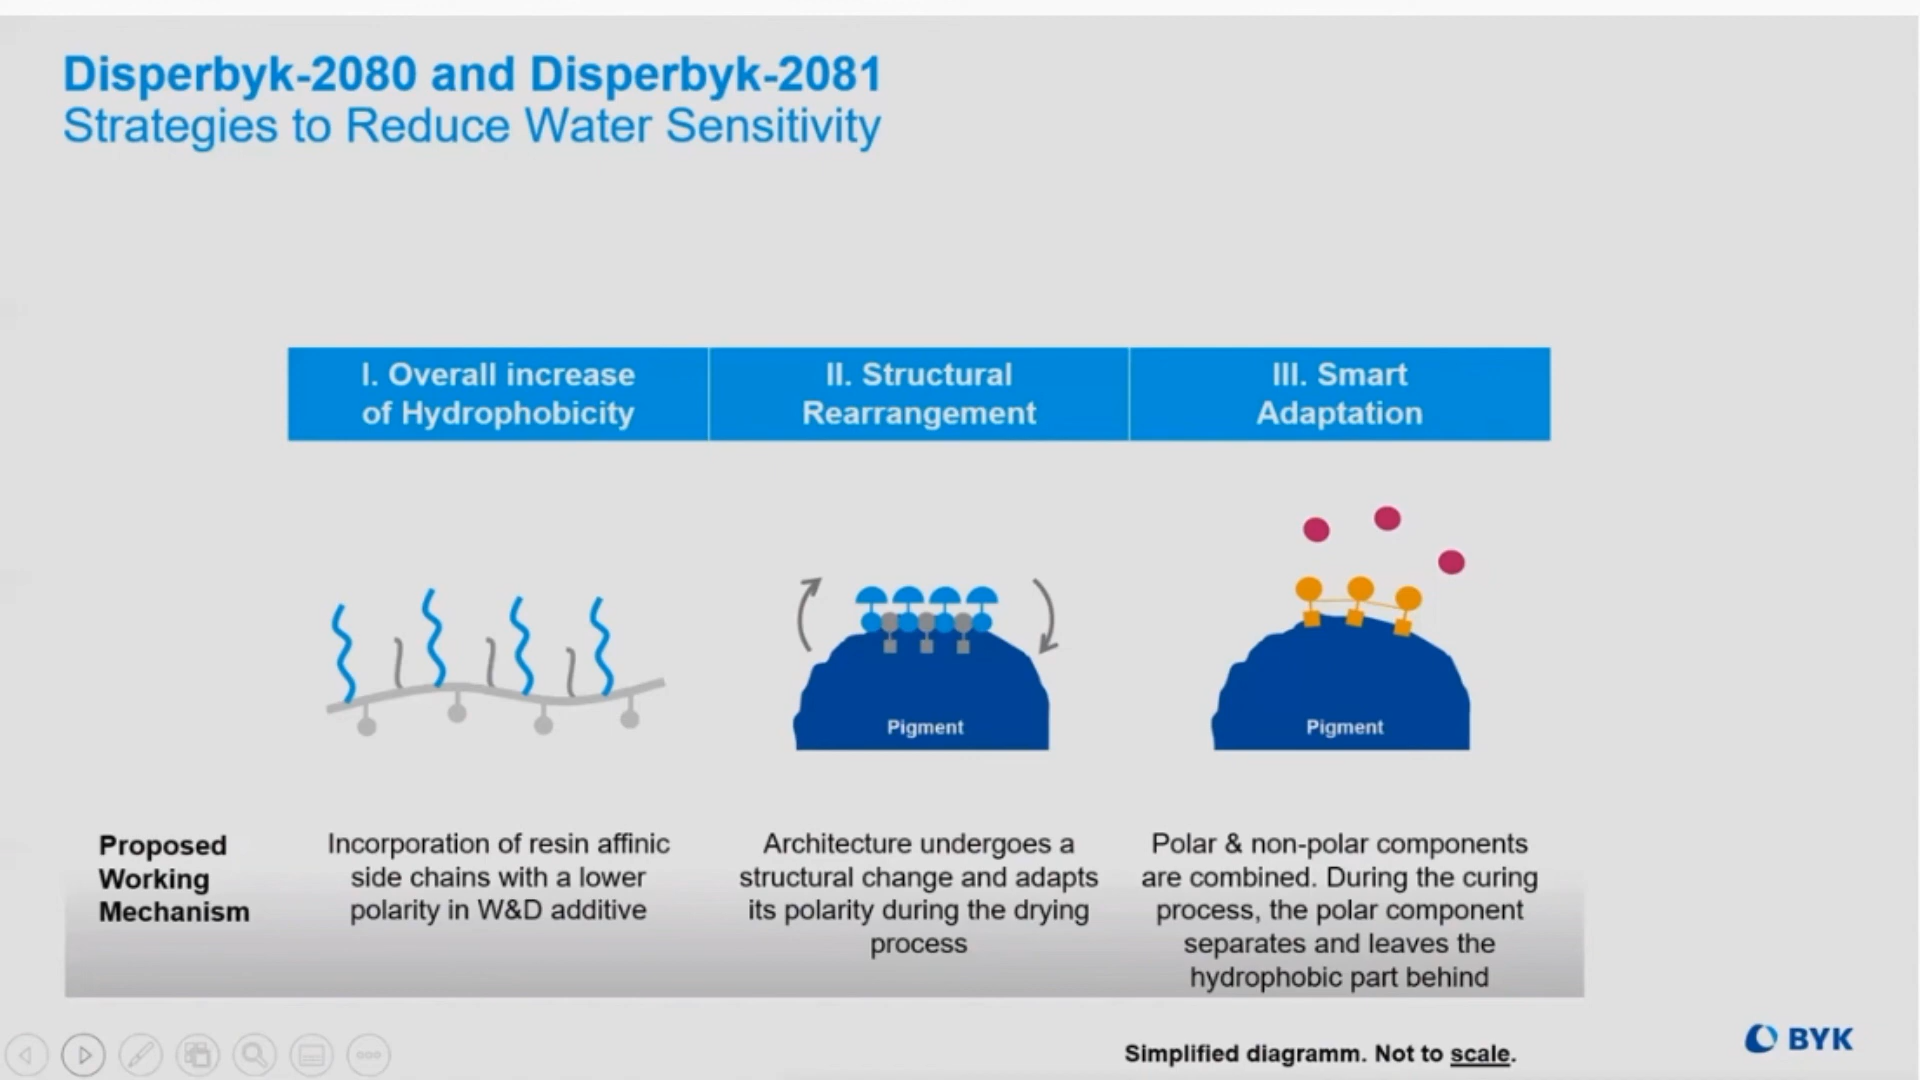 Disperbyk-2080 and Disperbyk-2081
Strategies to Reduce Water Sensitivity
I. Overall increase
of Hydrophobicity
II. Structural
Rearrangement
III. Smart
Adaptation
Pigment
Pigment
Proposed
Working
Mechanism
Incorporation of resin affinic
side chains with a lower
polarity in W&D additive
Architecture undergoes a
structural change and adapts
its polarity during the drying
process
Polar & non-polar components
are combined. During the curing
process, the polar component
separates and leaves the
hydrophobic part behind
Simplified diagramm. Not to scale.
BYK